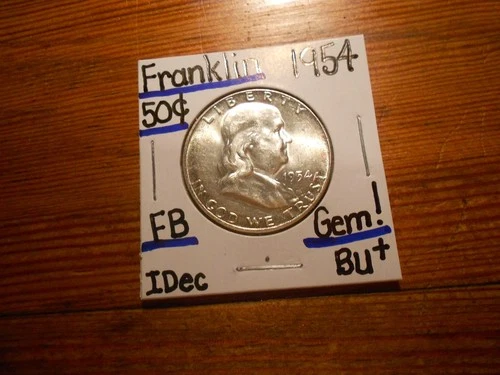 Franklin 1954
50¢
LIBERTY
1954
IN GOD WE TRUST
FB
Gem!
IDec
BU+